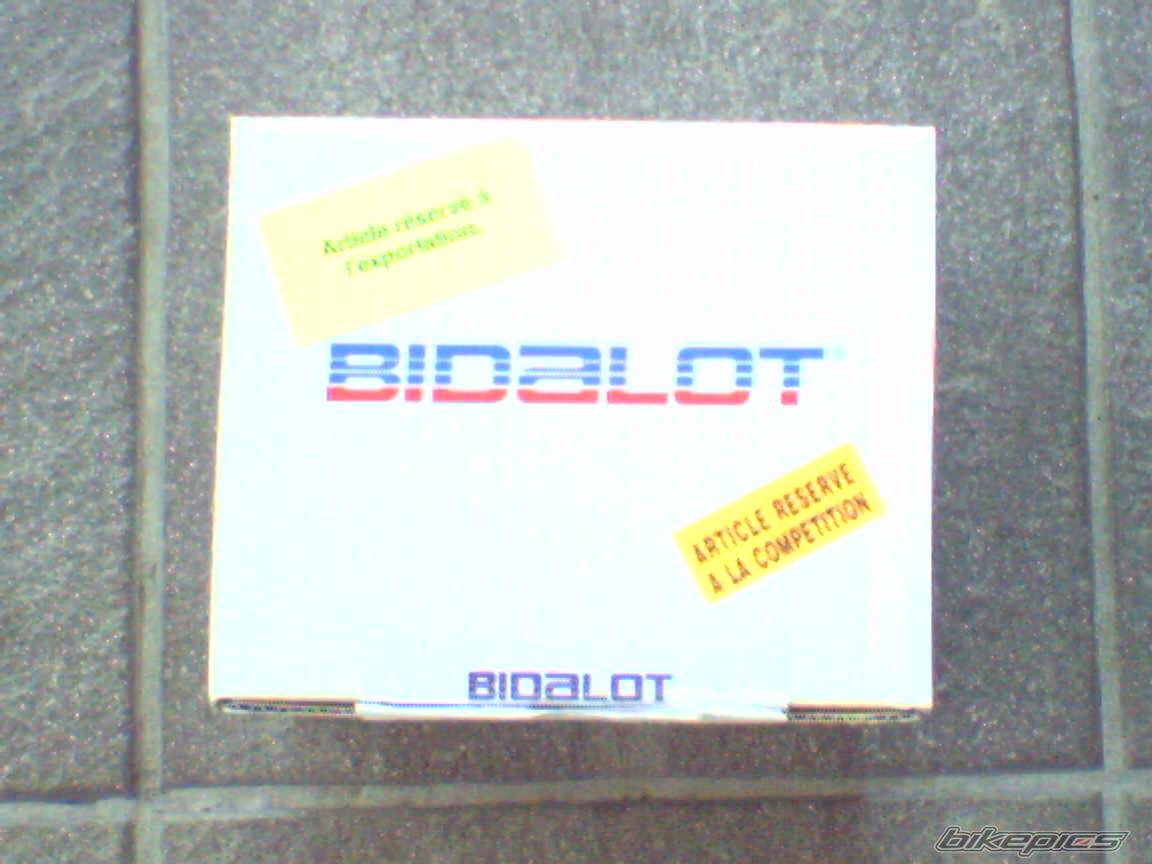 Article réservé à
l'exportation.
BIDALOT
ARTICLE RESERVE
A LA COMPETITION
BIDALOT
bikepics